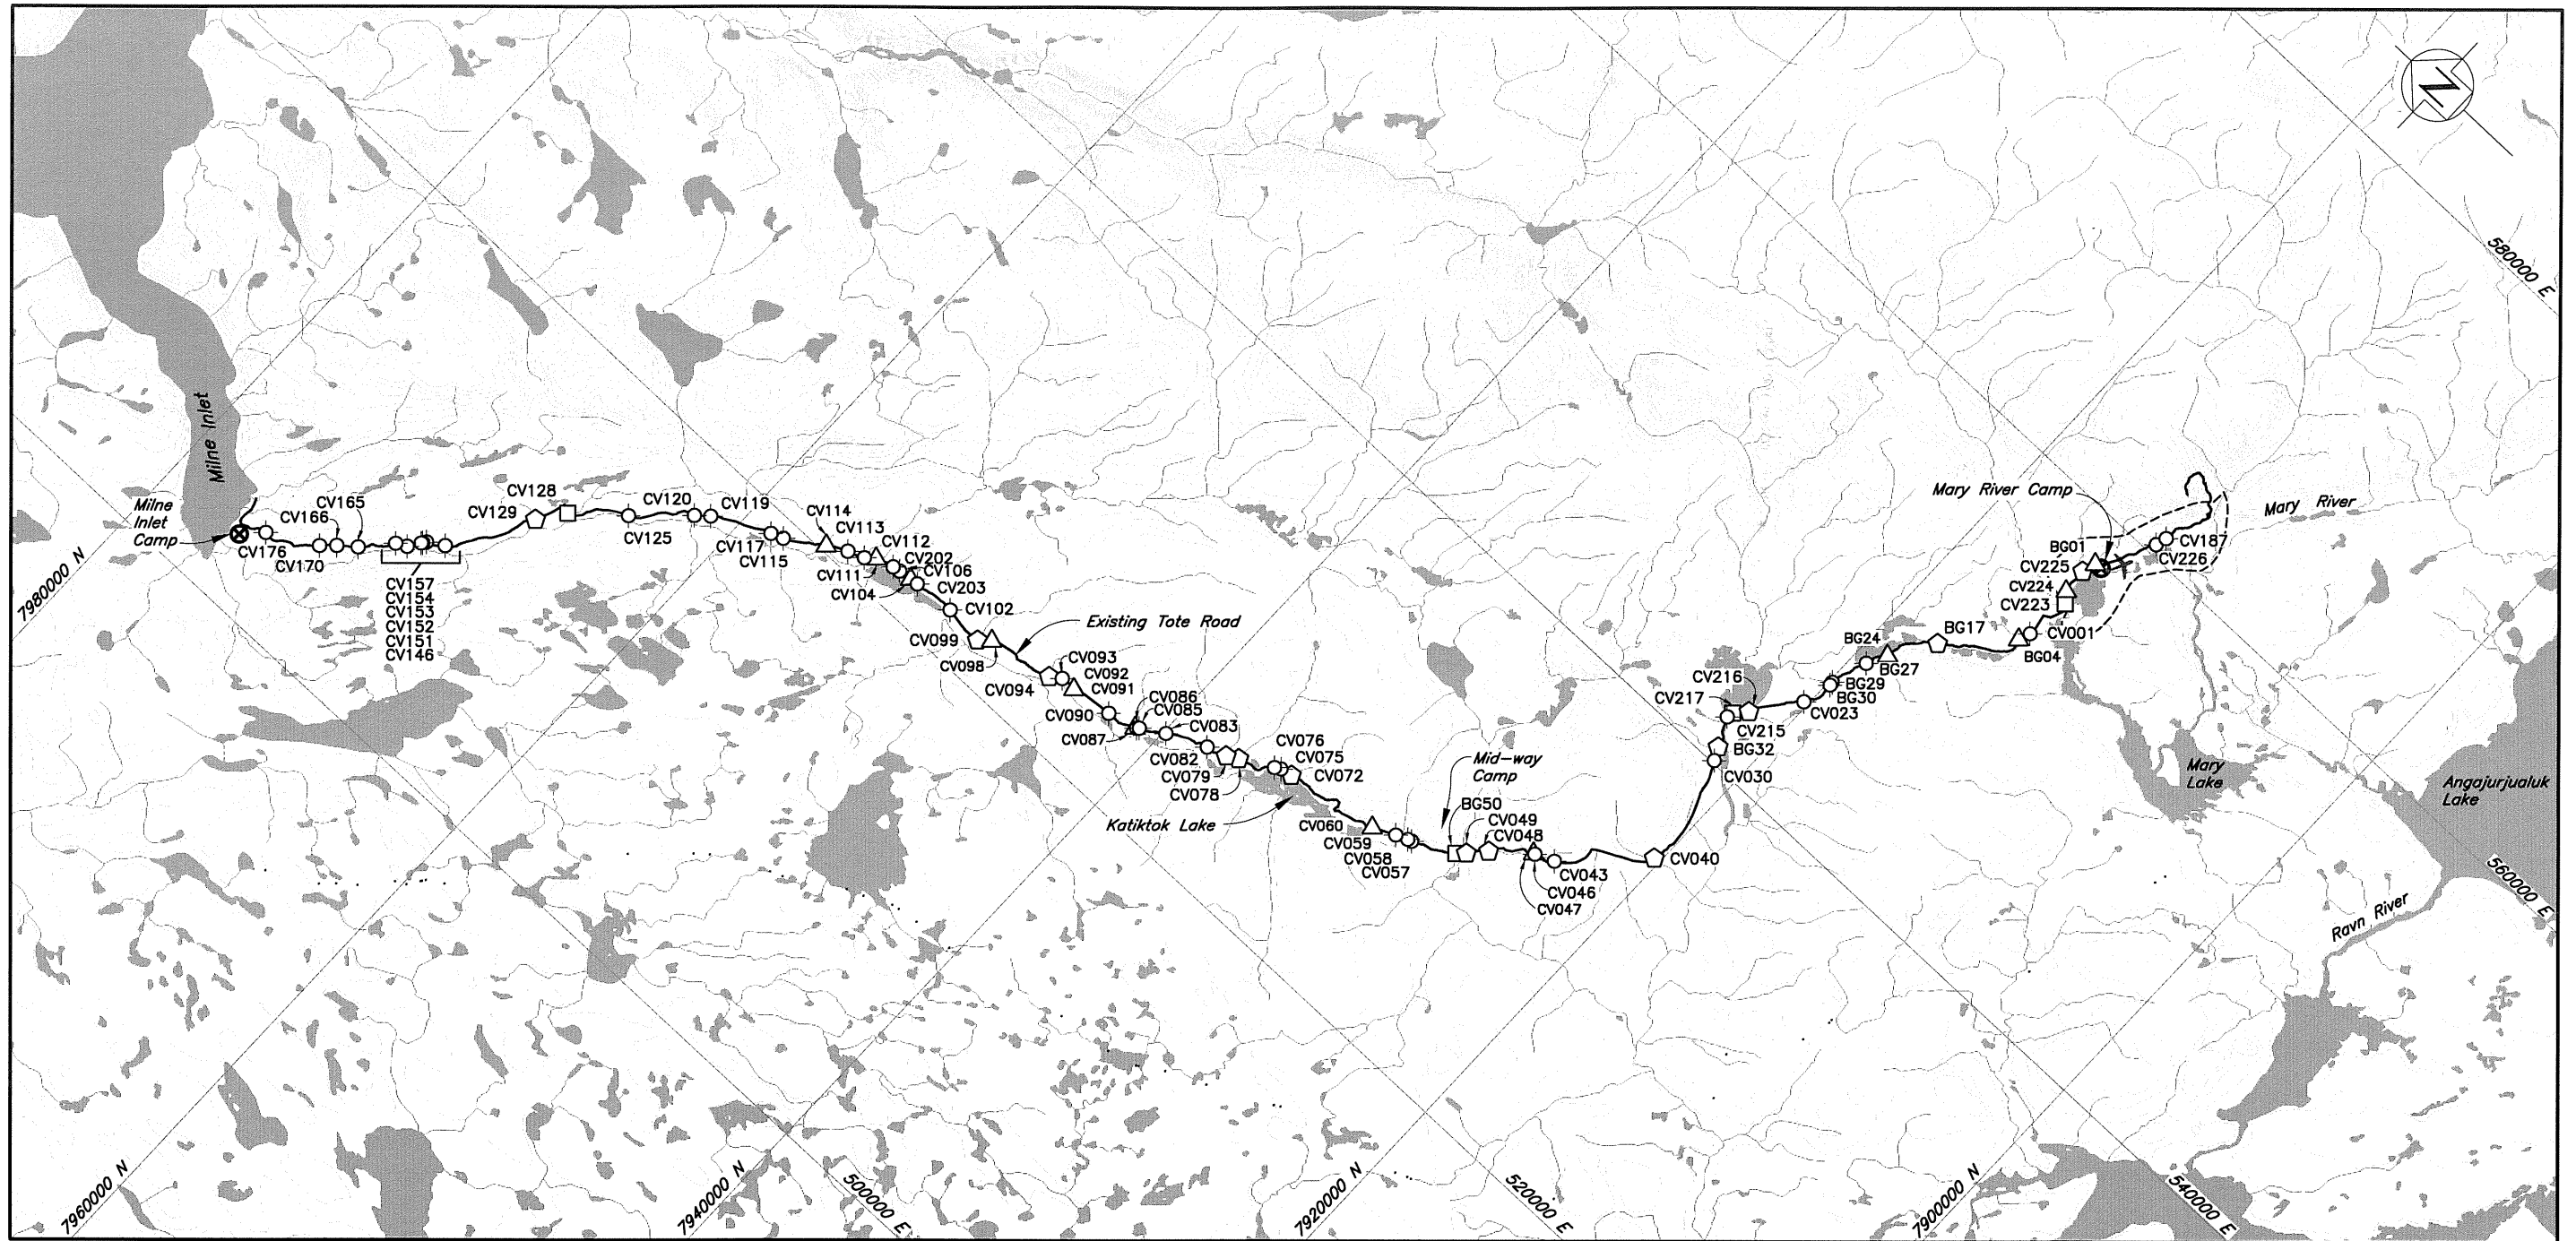 N
580000 E
Milne Inlet
Milne
Inlet
Camp
CV176
CV170
CV166
CV165
CV157
CV154
CV153
CV152
CV151
CV146
CV129
CV128
CV125
CV120
CV119
CV117
CV115
CV114
CV113
CV112
CV111
CV202
CV106
CV104
CV203
CV102
CV099
CV098
Existing Tote Road
CV094
CV093
CV092
CV091
CV090
CV087
CV086
CV085
CV083
CV082
CV079
CV078
CV076
CV075
CV072
Katiktok Lake
CV060
CV059
CV058
CV057
Mid-way
Camp
BG50
CV049
CV048
CV043
CV046
CV047
CV040
CV030
BG32
CV215
CV217
CV216
CV023
BG30
BG29
BG27
BG24
BG17
BG04
CV001
CV223
CV224
CV225
BG01
Mary River Camp
CV226
CV187
Mary River
Mary
Lake
Angajurjualuk
Lake
560000 E
Ravn River
7980000 N
7960000 N
7940000 N
500000 E
7920000 N
520000 E
7900000 N
540000 E